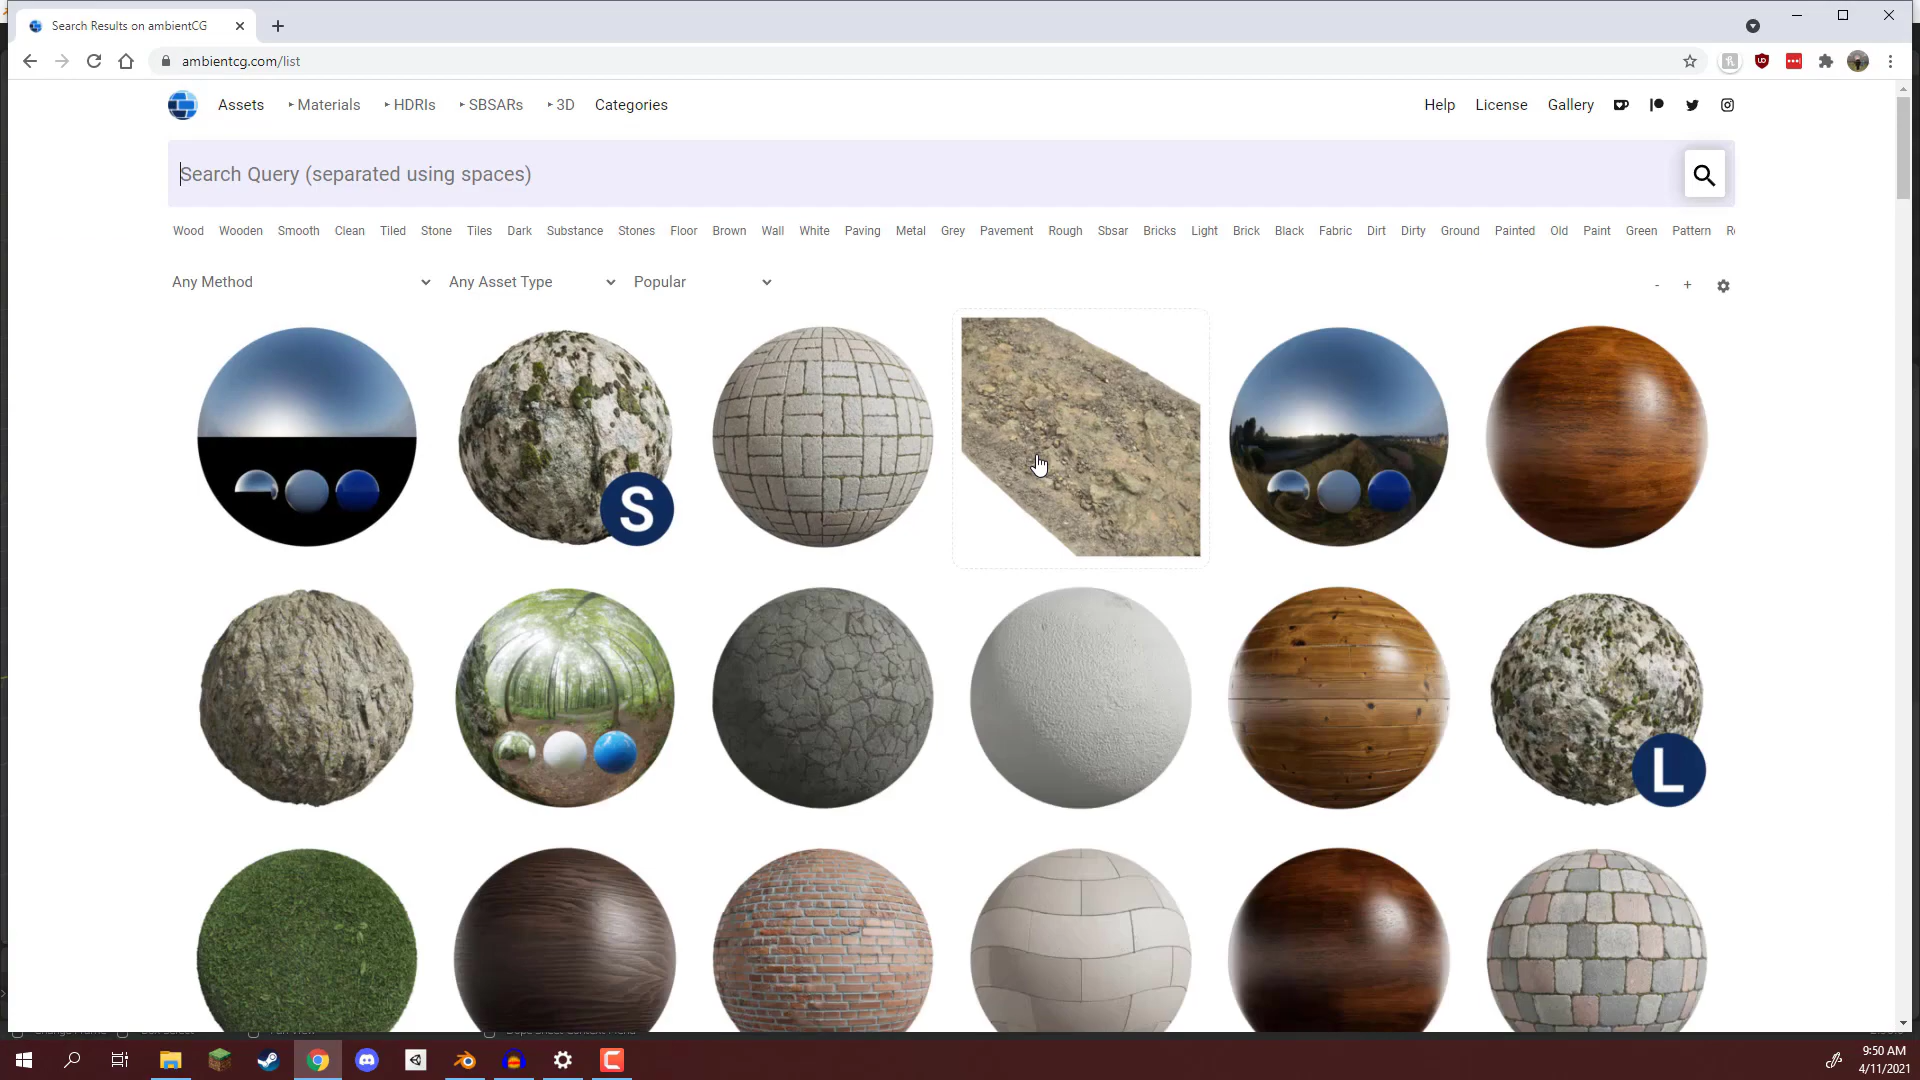 Search Results on ambientCG
ambientcg.com/list
Assets ‣ Materials ‣ HDRIs ‣ SBSARs ‣ 3D Categories
Help License Gallery
Search Query (separated using spaces)
Wood Wooden Smooth Clean Tiled Stone Tiles Dark Substance Stones Floor Brown Wall White Paving Metal Grey Pavement Rough Sbsar Bricks Light Brick Black Fabric Dirt Dirty Ground Painted Old Paint Green Pattern
Any Method Any Asset Type Popular - +
S
L
9:50 AM
4/11/2021